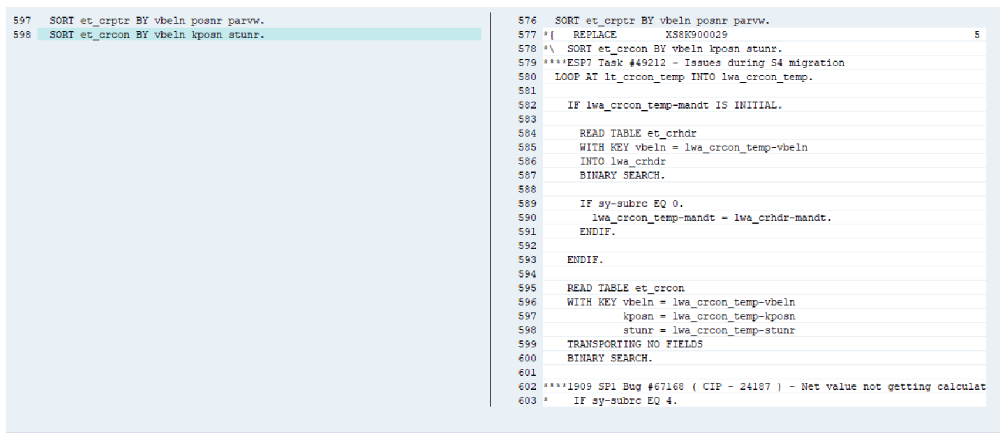 597 SORT et_crptr BY vbeln posnr parvw.
598 SORT et_crcon BY vbeln kposn stunr.
576 SORT et_crptr BY vbeln posnr parvw.
577 *{ REPLACE XS8K900029 5
578 *\ SORT et_crcon BY vbeln kposn stunr.
579 ****ESP7 Task #49212 - Issues during S4 migration
580 LOOP AT lt_crcon_temp INTO lwa_crcon_temp.
581
582 IF lwa_crcon_temp-mandt IS INITIAL.
583
584 READ TABLE et_crhdr
585 WITH KEY vbeln = lwa_crcon_temp-vbeln
586 INTO lwa_crhdr
587 BINARY SEARCH.
588
589 IF sy-subrc EQ 0.
590 lwa_crcon_temp-mandt = lwa_crhdr-mandt.
591 ENDIF.
592
593 ENDIF.
594
595 READ TABLE et_crcon
596 WITH KEY vbeln = lwa_crcon_temp-vbeln
597 kposn = lwa_crcon_temp-kposn
598 stunr = lwa_crcon_temp-stunr
599 TRANSPORTING NO FIELDS
600 BINARY SEARCH.
601
602 ****1909 SP1 Bug #67168 ( CIP - 24187 ) - Net value not getting calculat
603 * IF sy-subrc EQ 4.